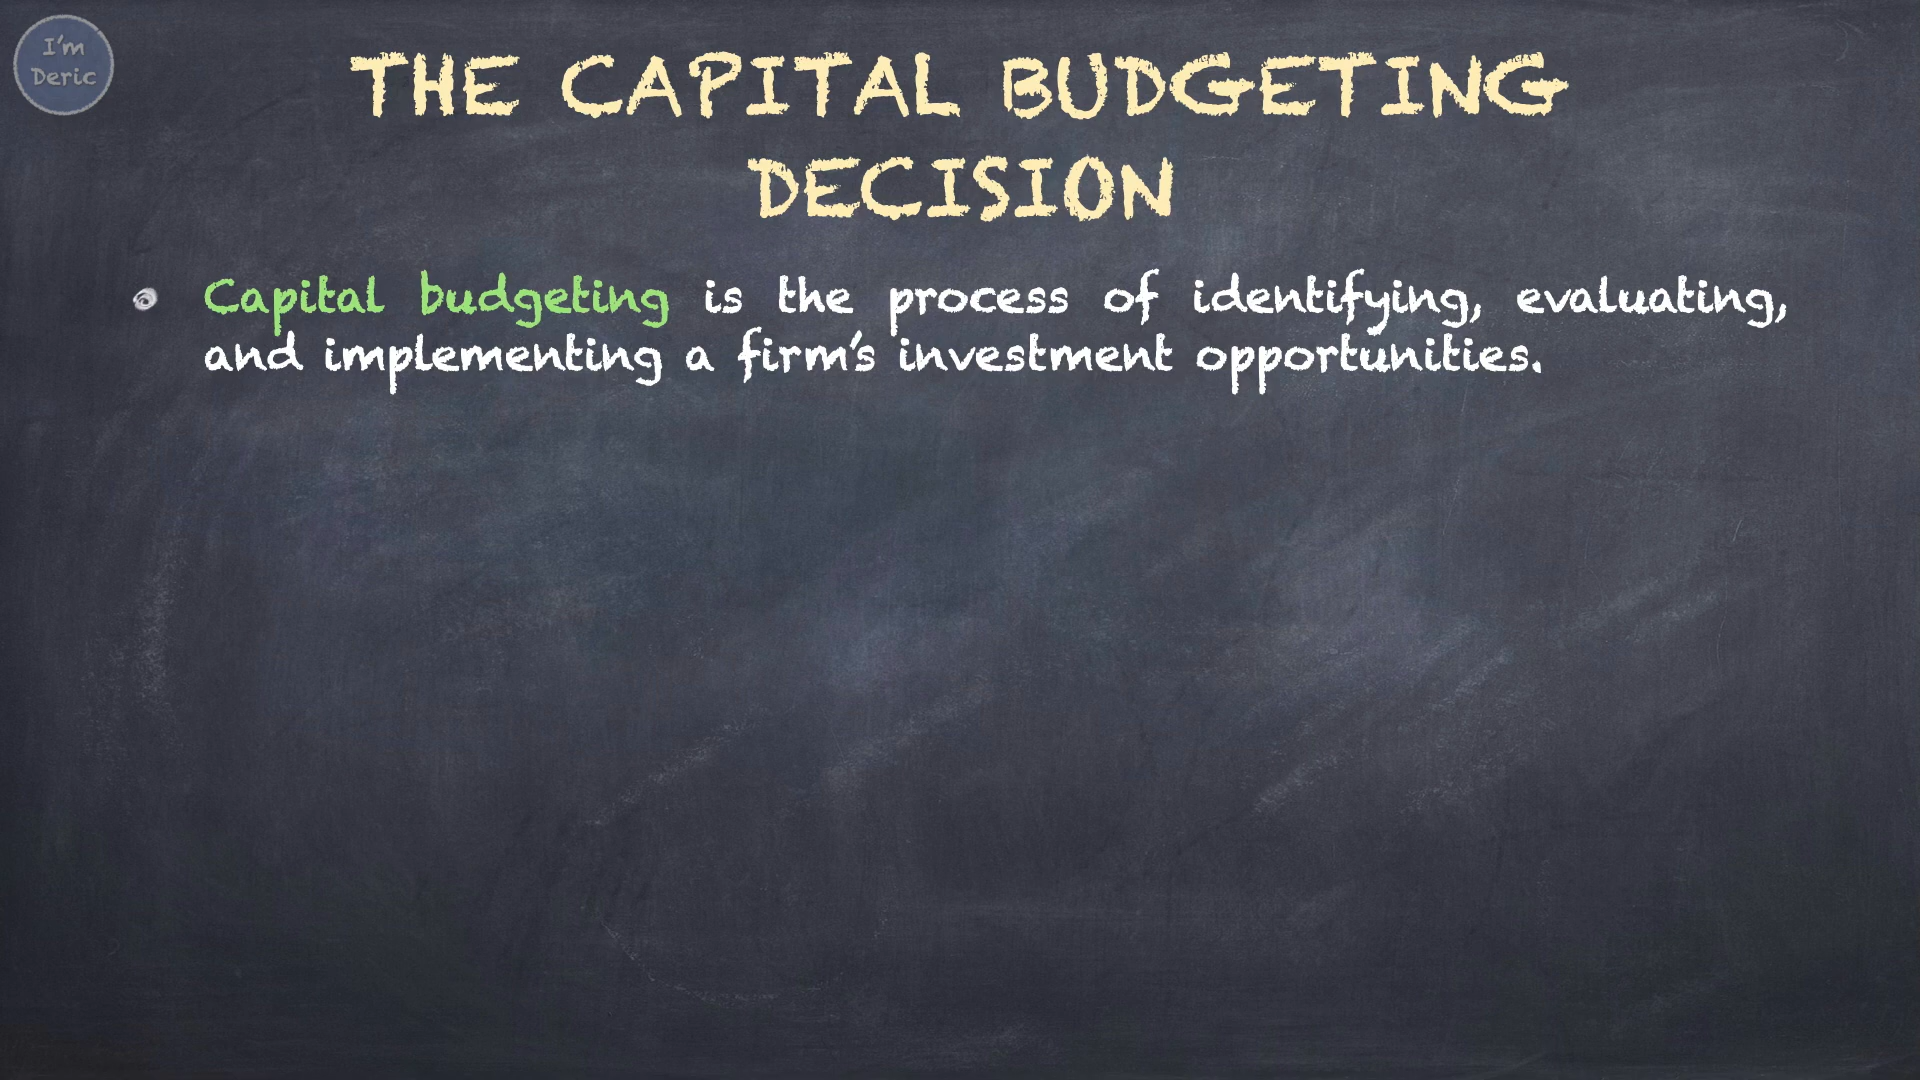 I'm
Deric
THE CAPITAL BUDGETING
DECISION
Capital budgeting is the process of identifying, evaluating,
and implementing a firm's investment opportunities.